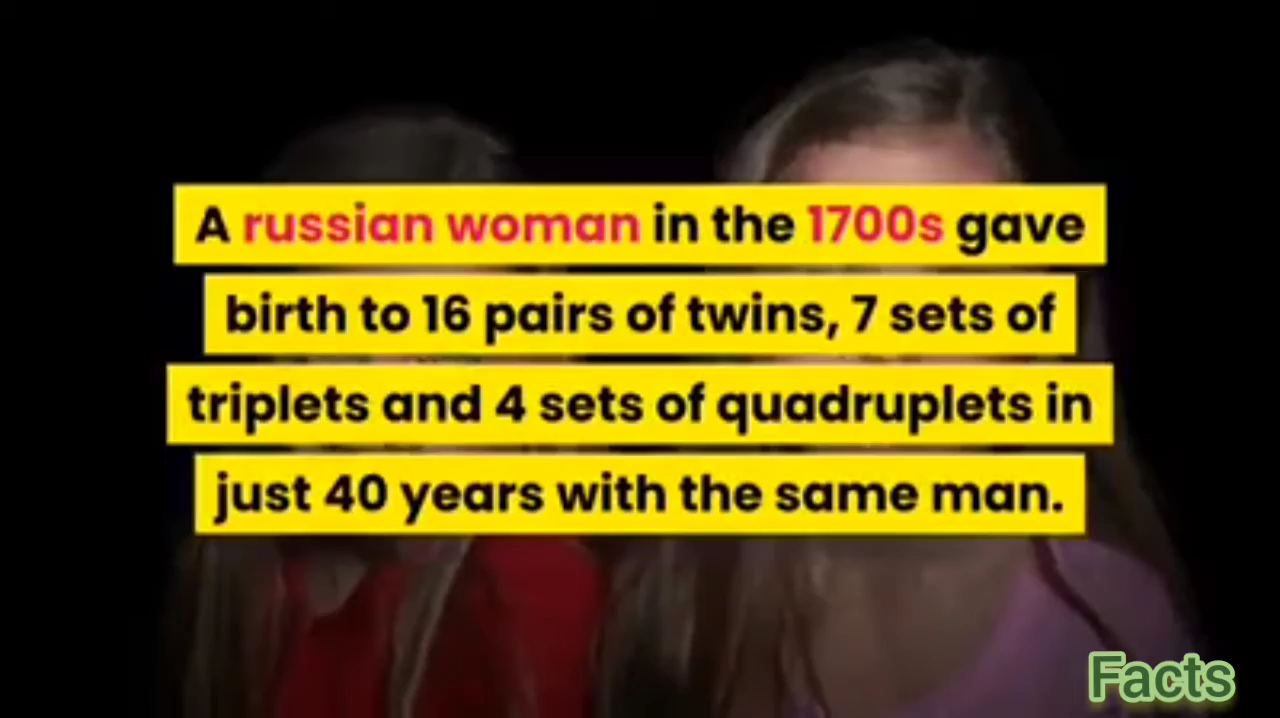 A russian woman in the 1700s gave
birth to 16 pairs of twins, 7 sets of
triplets and 4 sets of quadruplets in
just 40 years with the same man.
Facts